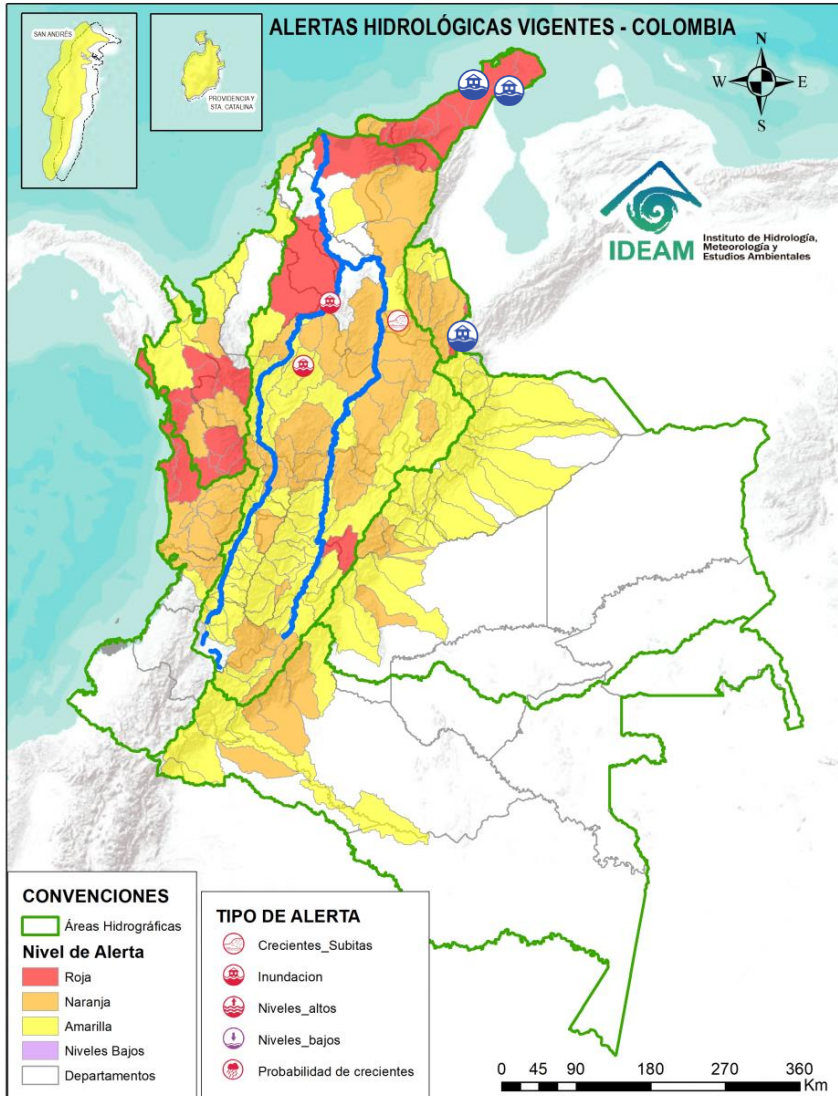 ALERTAS HIDROLÓGICAS VIGENTES - COLOMBIA
SAN ANDRÉS
PROVIDENCIA Y
STA. CATALINA
N
W
E
S
IDEAM
Instituto de Hidrología,
Meteorología y
Estudios Ambientales
CONVENCIONES
Áreas Hidrográficas
Nivel de Alerta
Roja
Naranja
Amarilla
Niveles Bajos
Departamentos
TIPO DE ALERTA
Crecientes_Subitas
Inundacion
Niveles_altos
Niveles_bajos
Probabilidad de crecientes
0 45 90 180 270 360
Km